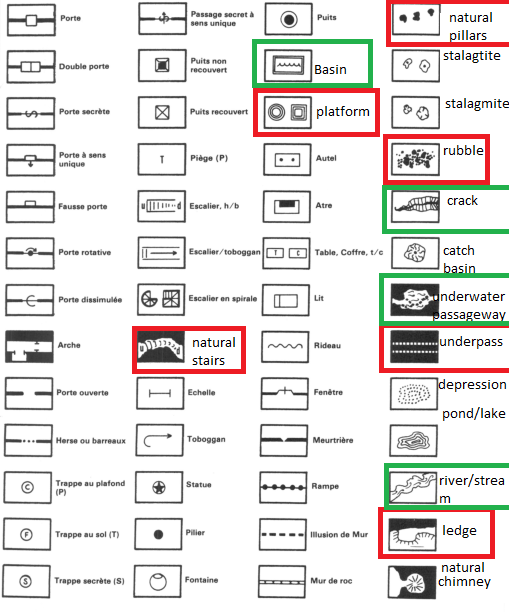 Porte
Double porte
Porte secrète
Porte à sens
unique
Fausse porte
Porte rotative
Porte dissimulée
Arche
Porte ouverte
Herse ou barreaux
C
Trappe au plafond
(P)
F
Trappe au sol (T)
S
Trappe secrète (S)
Passage secret à
sens unique
Puits non
recouvert
Puits recouvert
Piège (P)
Escalier, h/b
Escalier/toboggan
Escalier en spirale
natural
stairs
Echelle
Toboggan
Statue
Pilier
Fontaine
Puits
Basin
platform
Autel
Atre
T C
Table, Coffre, t/c
Lit
Rideau
Fenêtre
Meurtrière
Rampe
Illusion de Mur
Mur de roc
natural
pillars
stalagtite
stalagmite
rubble
crack
catch
basin
underwater
passageway
underpass
depression
pond/lake
river/strea
m
ledge
natural
chimney